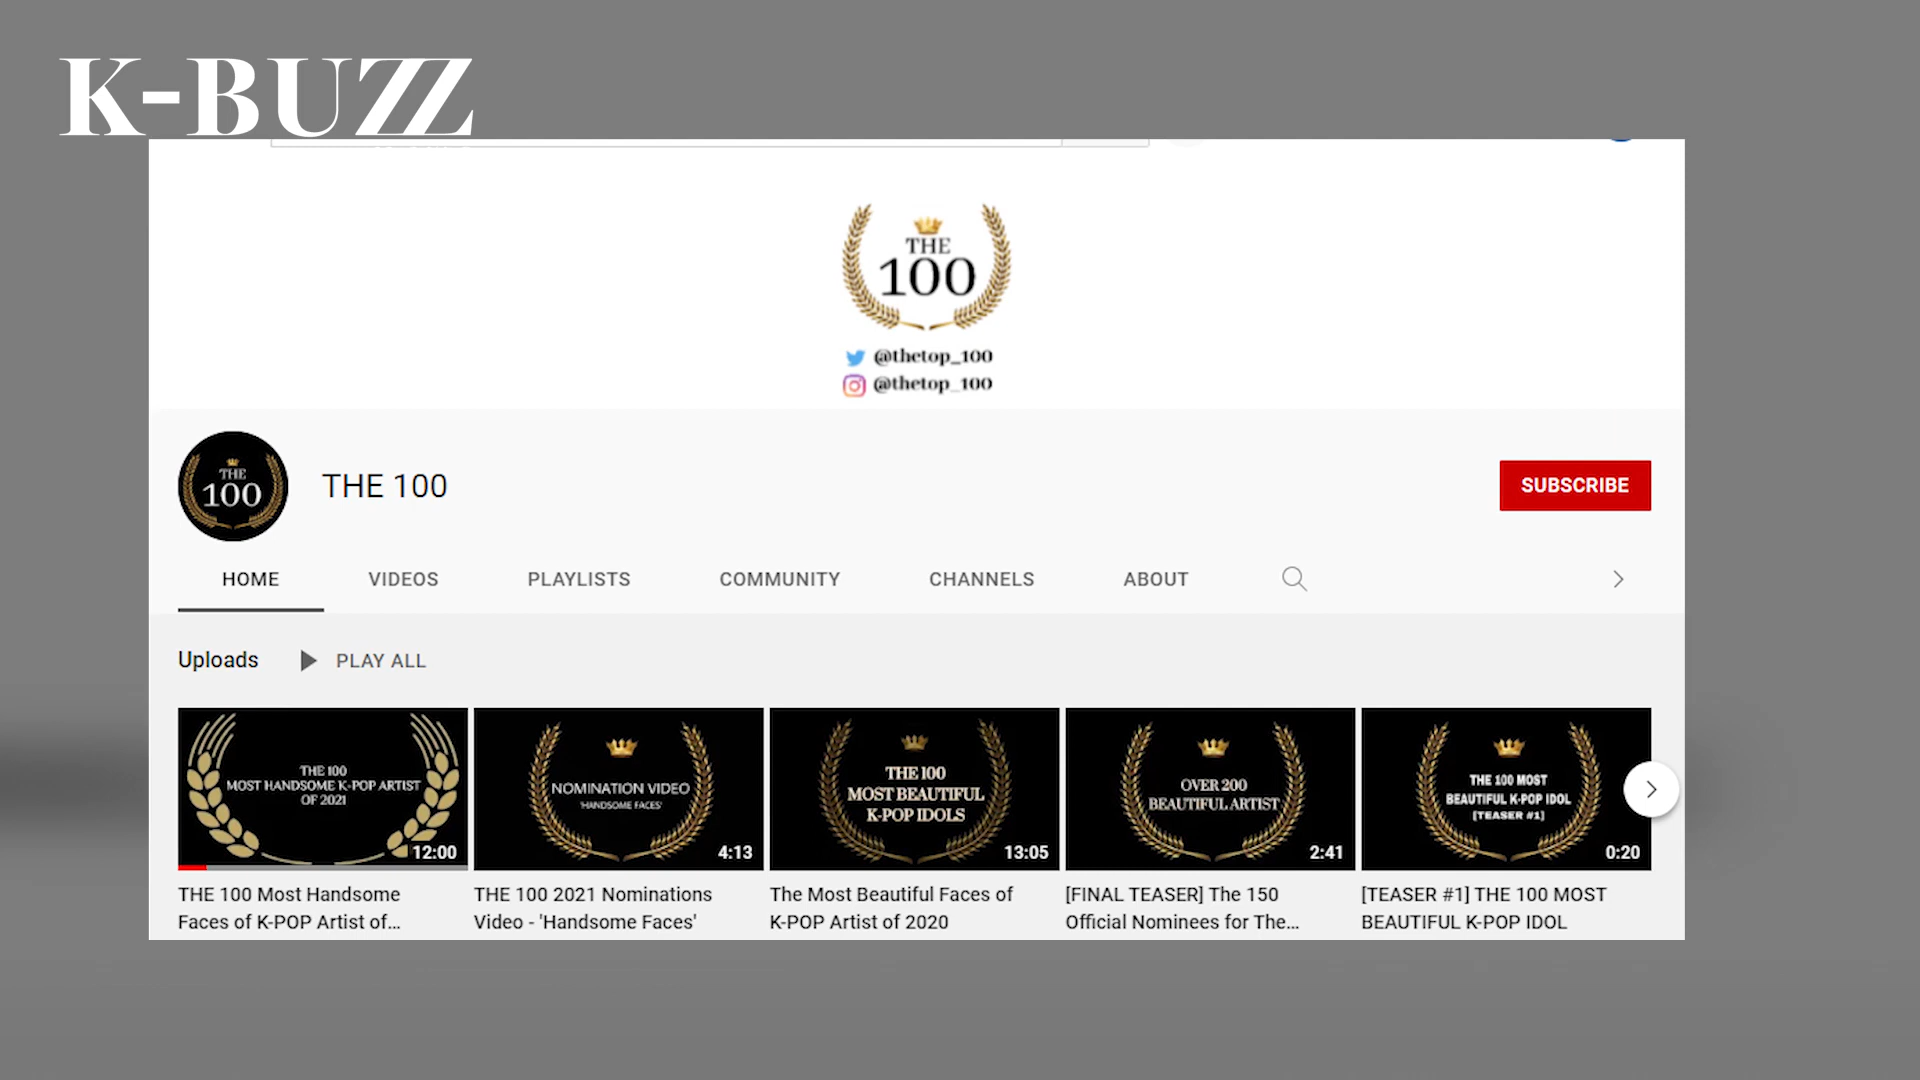 K-BUZZ
THE
100
@thetop_100
@thetop_100
THE
100
THE 100
SUBSCRIBE
HOME
VIDEOS
PLAYLISTS
COMMUNITY
CHANNELS
ABOUT
Uploads
PLAY ALL
THE 100
MOST HANDSOME K-POP ARTIST
OF 2021
12:00
NOMINATION VIDEO
'HANDSOME FACES'
4:13
THE 100
MOST BEAUTIFUL
K-POP IDOLS
13:05
OVER 200
BEAUTIFUL ARTIST
2:41
THE 100 MOST
BEAUTIFUL K-POP IDOL
[TEASER #1]
0:20
THE 100 Most Handsome
Faces of K-POP Artist of...
THE 100 2021 Nominations
Video - 'Handsome Faces'
The Most Beautiful Faces of
K-POP Artist of 2020
[FINAL TEASER] The 150
Official Nominees for The...
[TEASER #1] THE 100 MOST
BEAUTIFUL K-POP IDOL